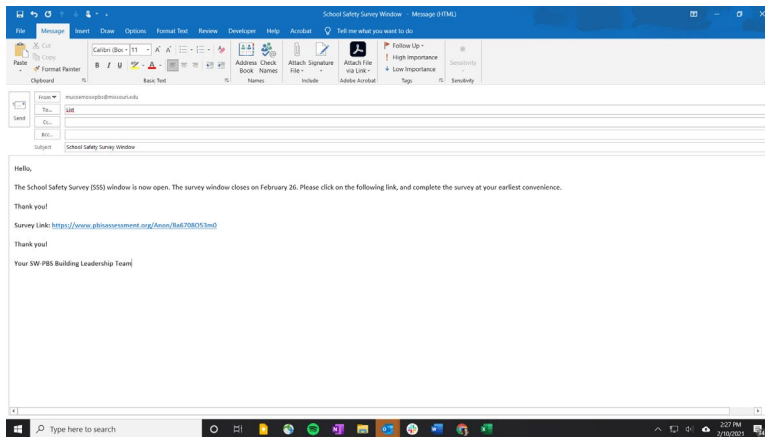 School Safety Survey Window - Message (HTML)
File Message Insert Draw Options Format Text Review Developer Help Acrobat Tell me what you want to do
Paste
Cut
Copy
Format Painter
Clipboard
Calibri (Bod 11
B I U
Basic Text
Address Book
Check Names
Names
Attach File
Signature
Include
Attach File via Link
Adobe Acrobat
Follow Up
High Importance
Low Importance
Tags
Sensitivity
Sensitivity
Send
From
To... List
Cc...
Bcc...
Subject School Safety Survey Window
Hello,
The School Safety Survey (SSS) window is now open. The survey window closes on February 26. Please click on the following link, and complete the survey at your earliest convenience.
Thank you!
Survey Link: https://www.pbisassessment.org/Anon/8a6708O53m0
Thank you!
Your SW-PBS Building Leadership Team
Type here to search
2:27 PM
2/10/2021